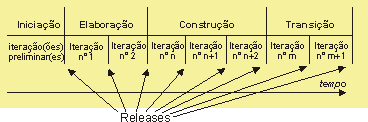 Iniciação Elaboração Construção Transição
iteração(ões) Iteração Iteração Iteração Iteração Iteração Iteração Iteração
preliminar(es) nº 1 nº 2 nº n nº n+1 nº n+2 nº m nº m+1
tempo
Releases